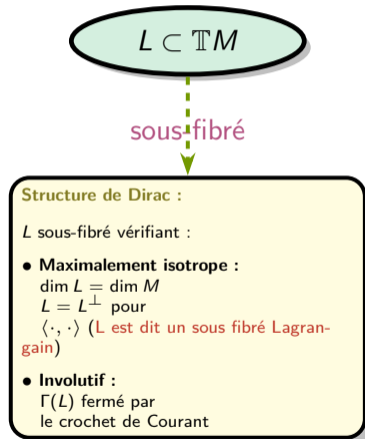 L ⊂ 𝕋M
sous-fibré
Structure de Dirac :
L sous-fibré vérifiant :
• Maximalement isotrope :
dim L = dim M
L = L⊥ pour
⟨·, ·⟩ (L est dit un sous fibré Lagran-
gain)
• Involutif :
Γ(L) fermé par
le crochet de Courant